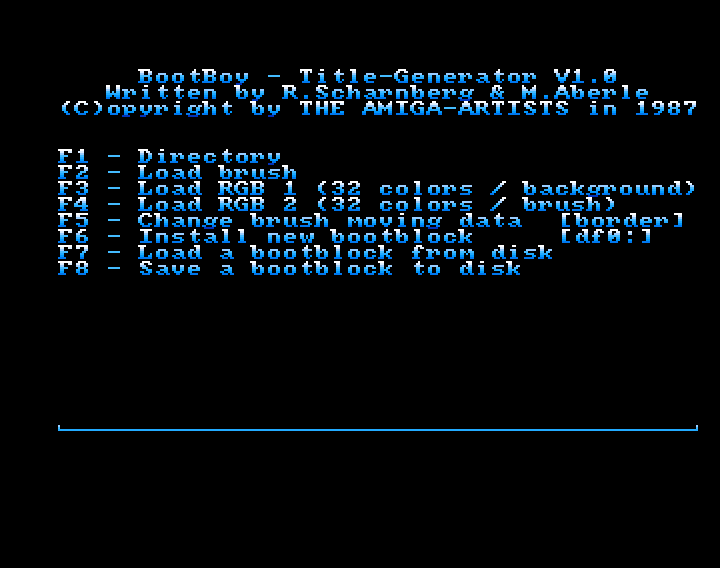 BootBoy - Title-Generator V1.0
Written by R.Scharnberg & M.Aberle
(C)opyright by THE AMIGA-ARTISTS in 1987
F1 - Directory
F2 - Load brush
F3 - Load RGB 1 (32 colors / background)
F4 - Load RGB 2 (32 colors / brush)
F5 - Change brush moving data [border]
F6 - Install new bootblock [df0:]
F7 - Load a bootblock from disk
F8 - Save a bootblock to disk